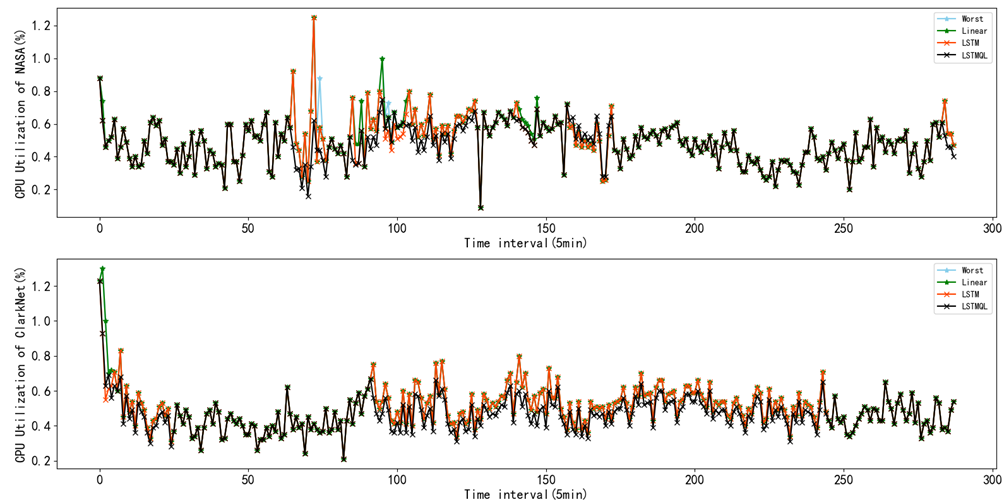 CPU Utilization of NASA(%)
1.2
1.0
0.8
0.6
0.4
0.2
Worst
Linear
LSTM
LSTMQL
0 50 100 150 200 250 300
Time interval(5min)
CPU Utilization of ClarkNet(%)
1.2
1.0
0.8
0.6
0.4
0.2
Worst
Linear
LSTM
LSTMQL
0 50 100 150 200 250 300
Time interval(5min)